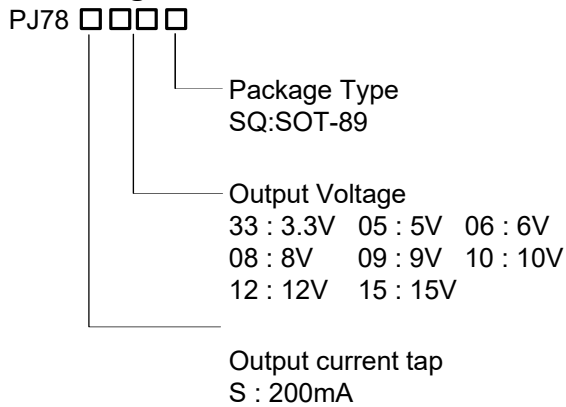 PJ78 □ □□ □
Package Type
SQ:SOT-89
Output Voltage
33 : 3.3V 05 : 5V 06 : 6V
08 : 8V 09 : 9V 10 : 10V
12 : 12V 15 : 15V
Output current tap
S : 200mA